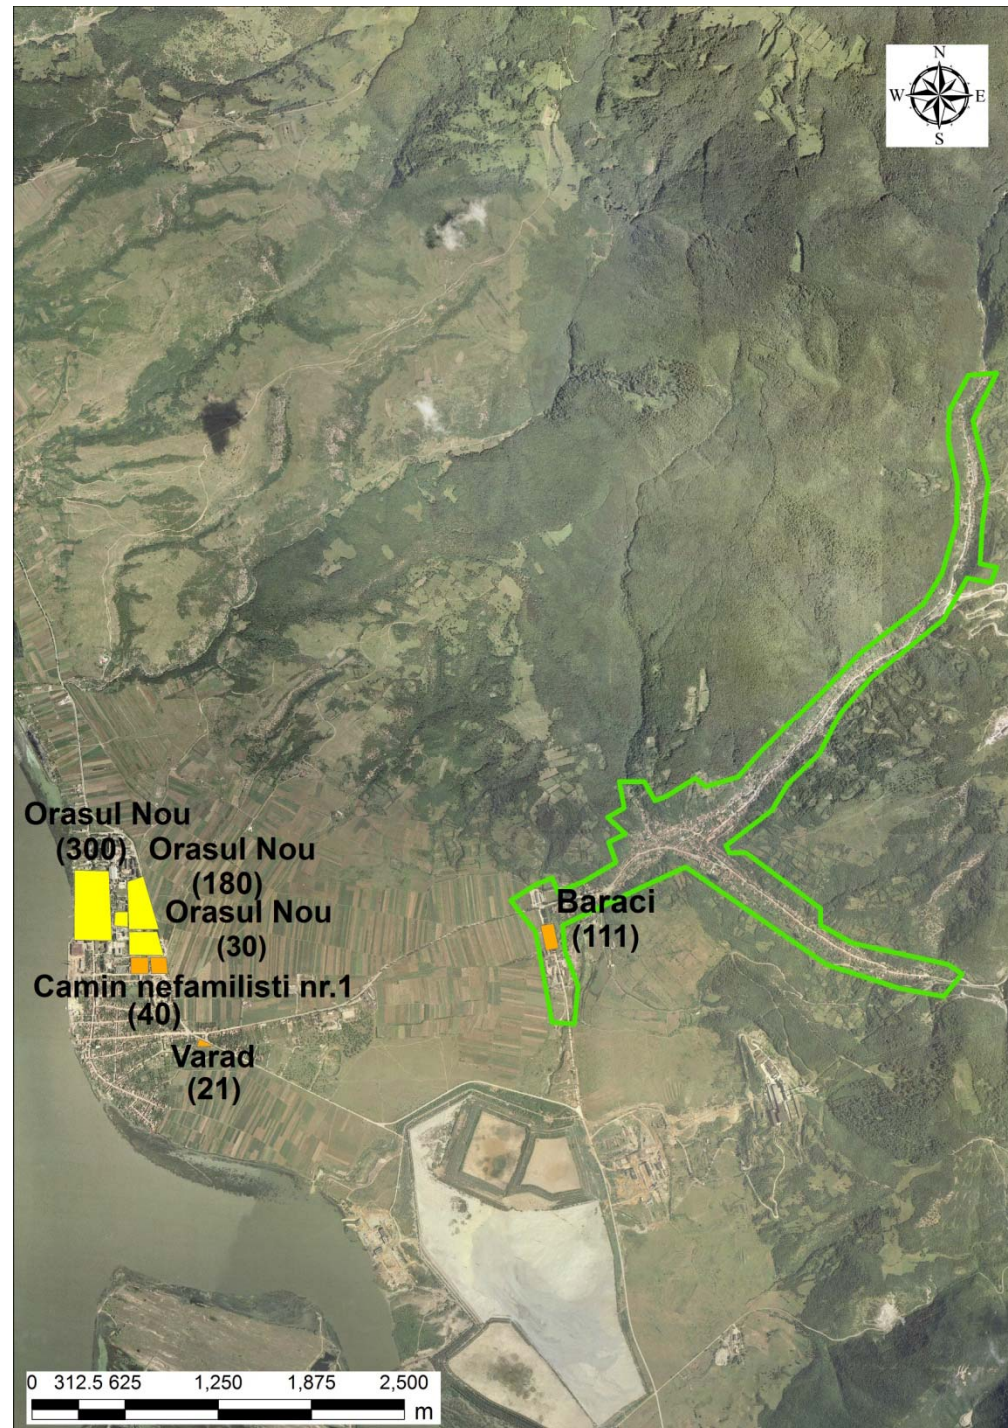 N
W E
S
Orasul Nou
(300)
Orasul Nou
(180)
Orasul Nou
(30)
Baraci
(111)
Camin nefamilisti nr.1
(40)
Varad
(21)
0 312.5 625 1,250 1,875 2,500
m